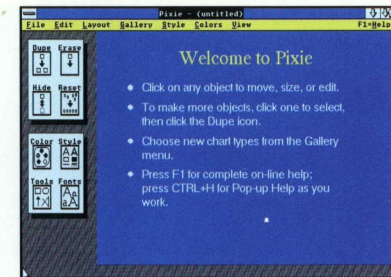 Pixie - (untitled)
File Edit Layout Gallery Style Colors View F1=Help
Dupe Erase
Hide Reset
Color Style
Tools Fonts
Welcome to Pixie
Click on any object to move, size, or edit.
To make more objects, click one to select,
then click the Dupe icon.
Choose new chart types from the Gallery
menu.
Press F1 for complete on-line help;
press CTRL+H for Pop-up Help as you
work.